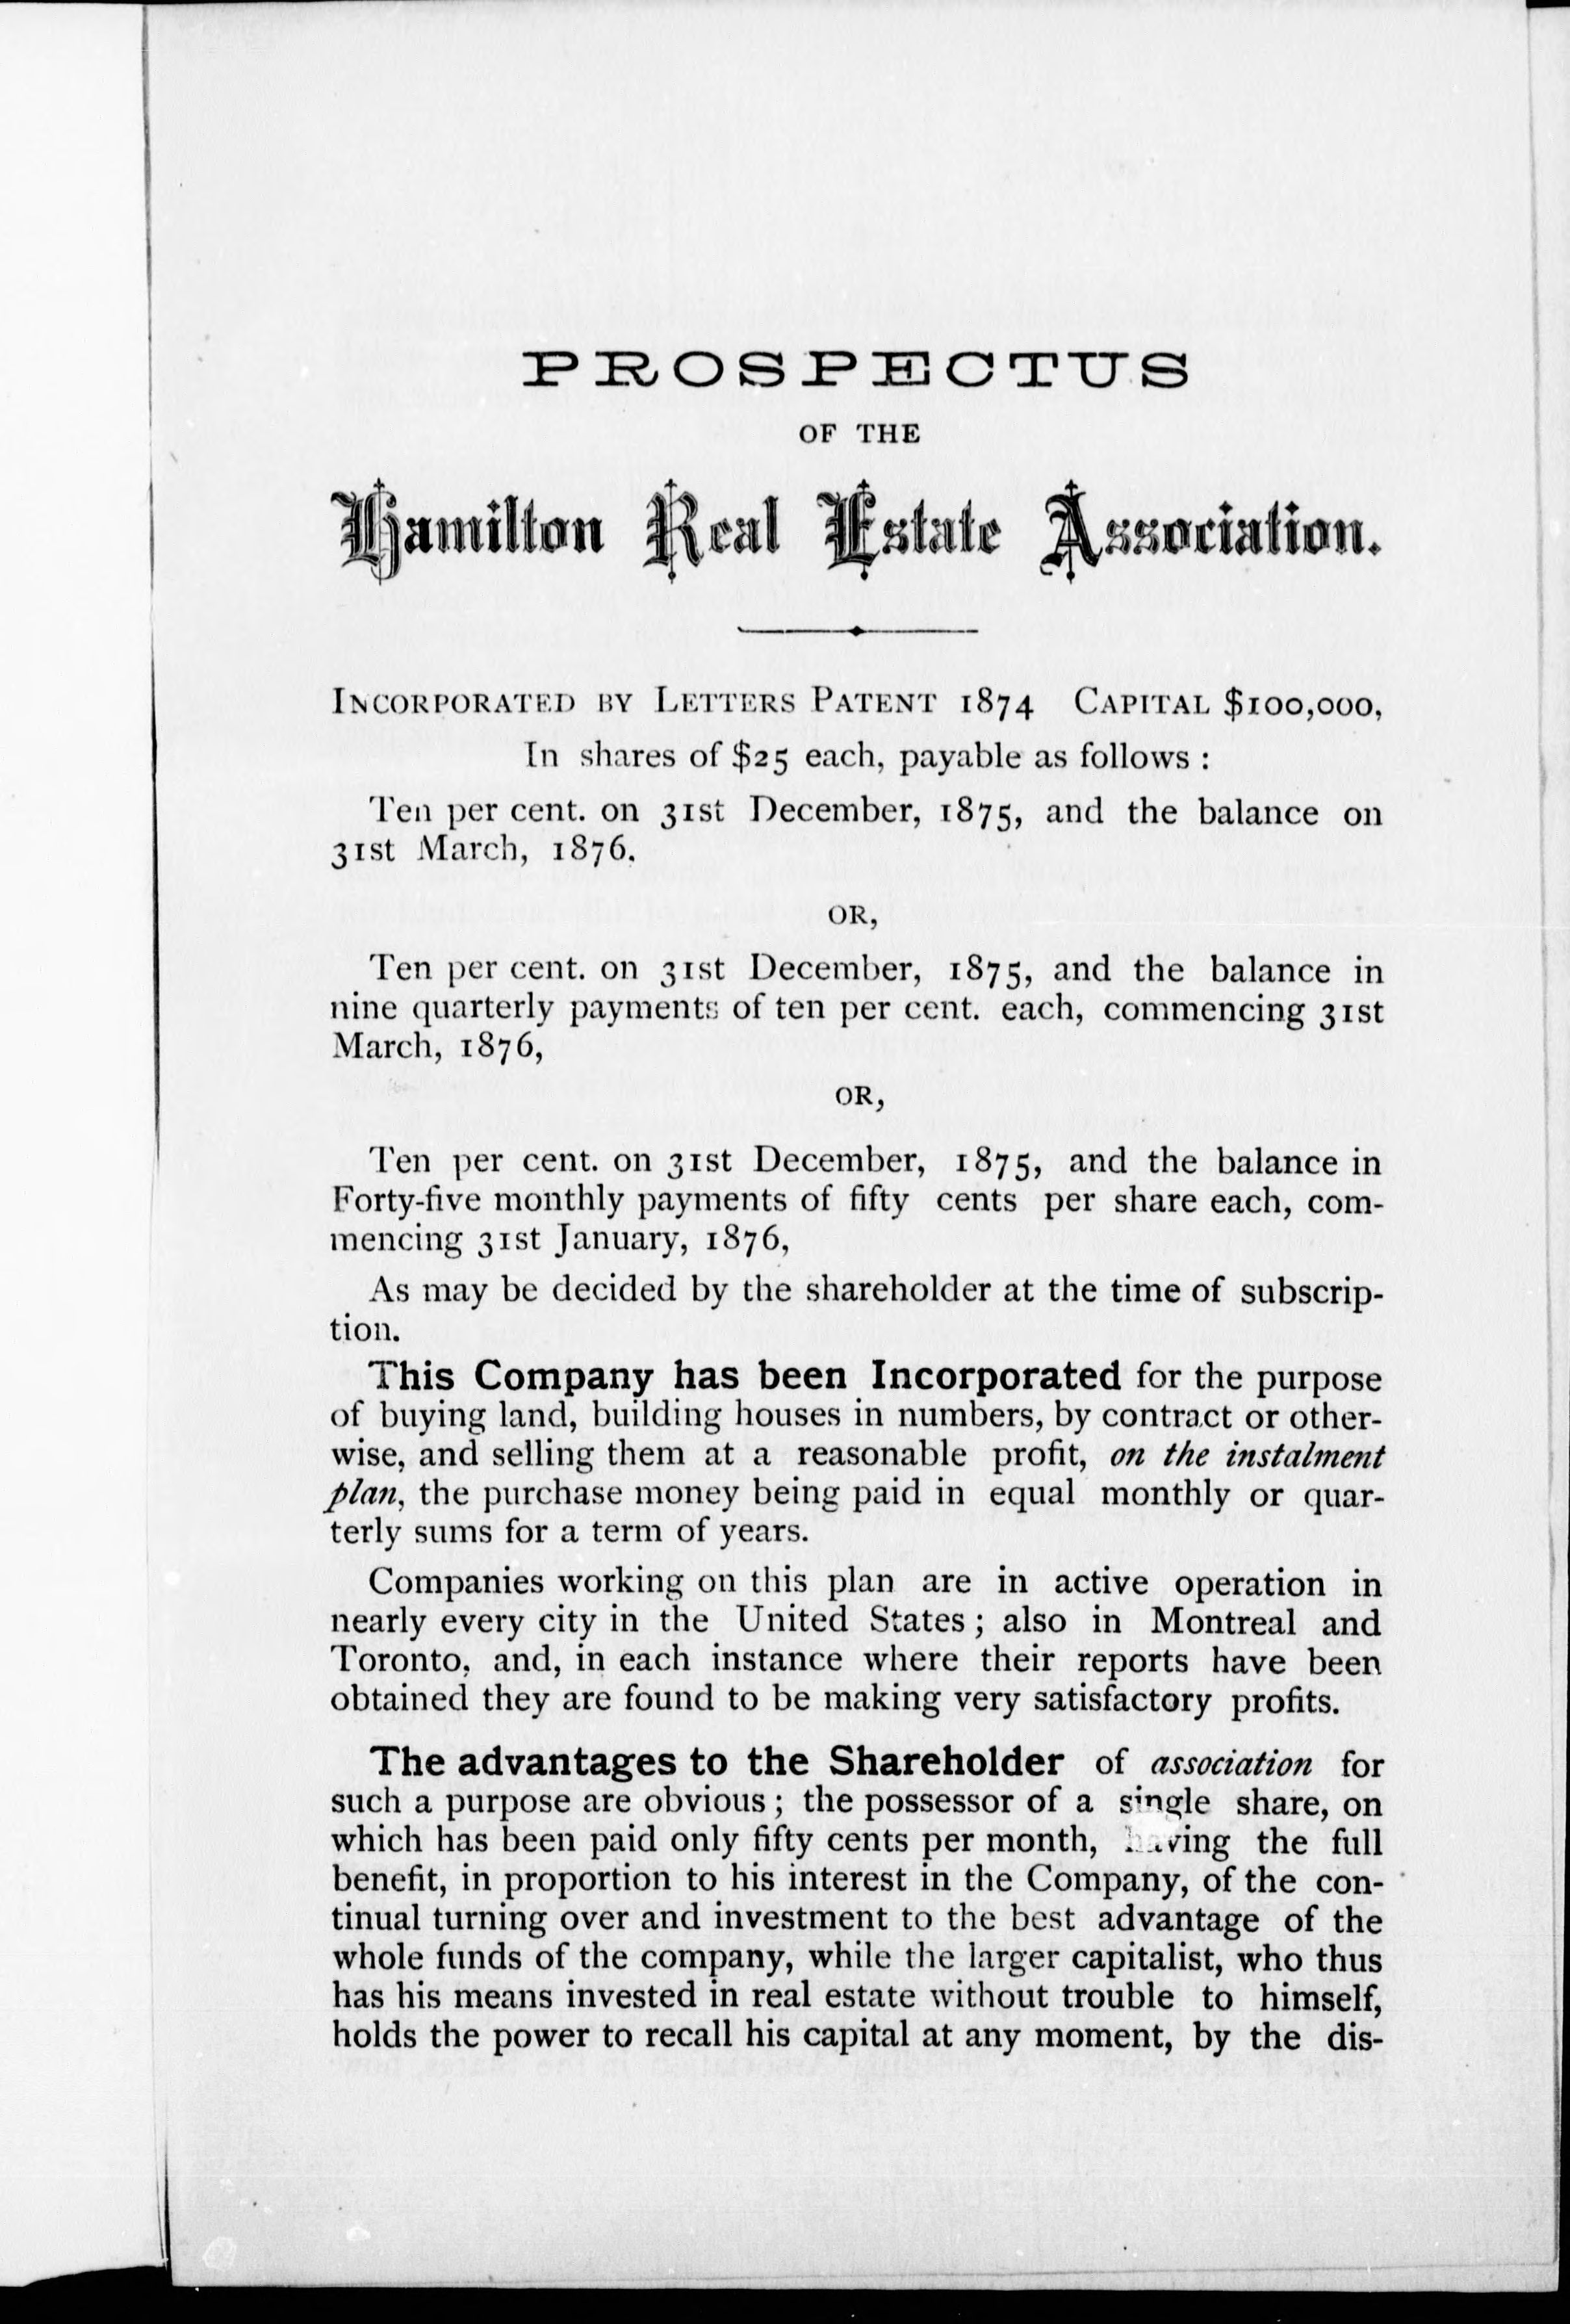 PROSPECTUS
OF THE
Hamilton Real Estate Association.
INCORPORATED BY LETTERS PATENT 1874 CAPITAL $100,000,
In shares of $25 each, payable as follows :
Ten per cent. on 31st December, 1875, and the balance on
31st March, 1876.
OR,
Ten per cent. on 31st December, 1875, and the balance in
nine quarterly payments of ten per cent. each, commencing 31st
March, 1876,
OR,
Ten per cent. on 31st December, 1875, and the balance in
Forty-five monthly payments of fifty cents per share each, com-
mencing 31st January, 1876,
As may be decided by the shareholder at the time of subscrip-
tion.
This Company has been Incorporated for the purpose
of buying land, building houses in numbers, by contract or other-
wise, and selling them at a reasonable profit, on the instalment
plan, the purchase money being paid in equal monthly or quar-
terly sums for a term of years.
Companies working on this plan are in active operation in
nearly every city in the United States ; also in Montreal and
Toronto, and, in each instance where their reports have been
obtained they are found to be making very satisfactory profits.
The advantages to the Shareholder of association for
such a purpose are obvious ; the possessor of a single share, on
which has been paid only fifty cents per month, having the full
benefit, in proportion to his interest in the Company, of the con-
tinual turning over and investment to the best advantage of the
whole funds of the company, while the larger capitalist, who thus
has his means invested in real estate without trouble to himself,
holds the power to recall his capital at any moment, by the dis-